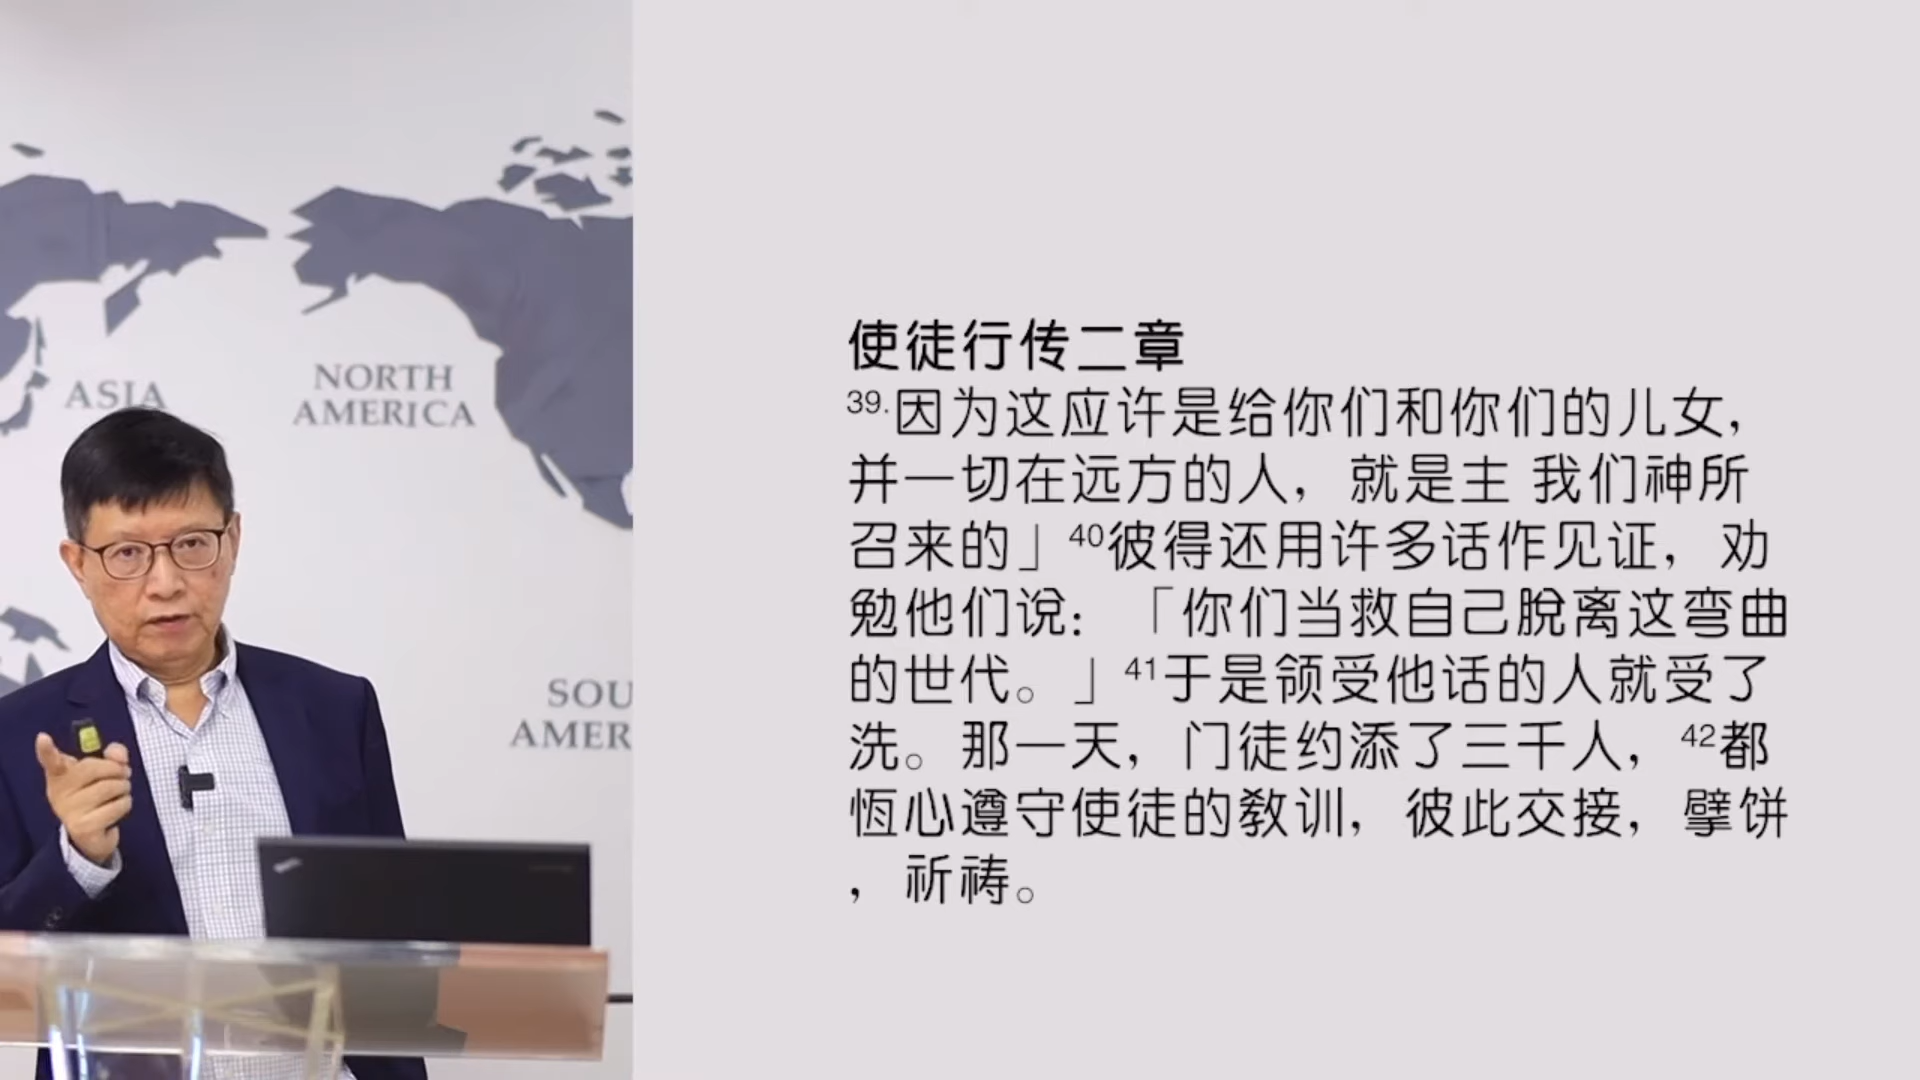 ASIA
NORTH
AMERICA
SOU
AMER
使徒行传二章
39.因为这应许是给你们和你们的儿女，
并一切在远方的人，就是主 我们神所
召来的」40彼得还用许多话作见证，劝
勉他们说：「你们当救自己脱离这弯曲
的世代。」41于是领受他话的人就受了
洗。那一天，门徒约添了三千人，42都
恆心遵守使徒的教训，彼此交接，擘饼
，祈祷。